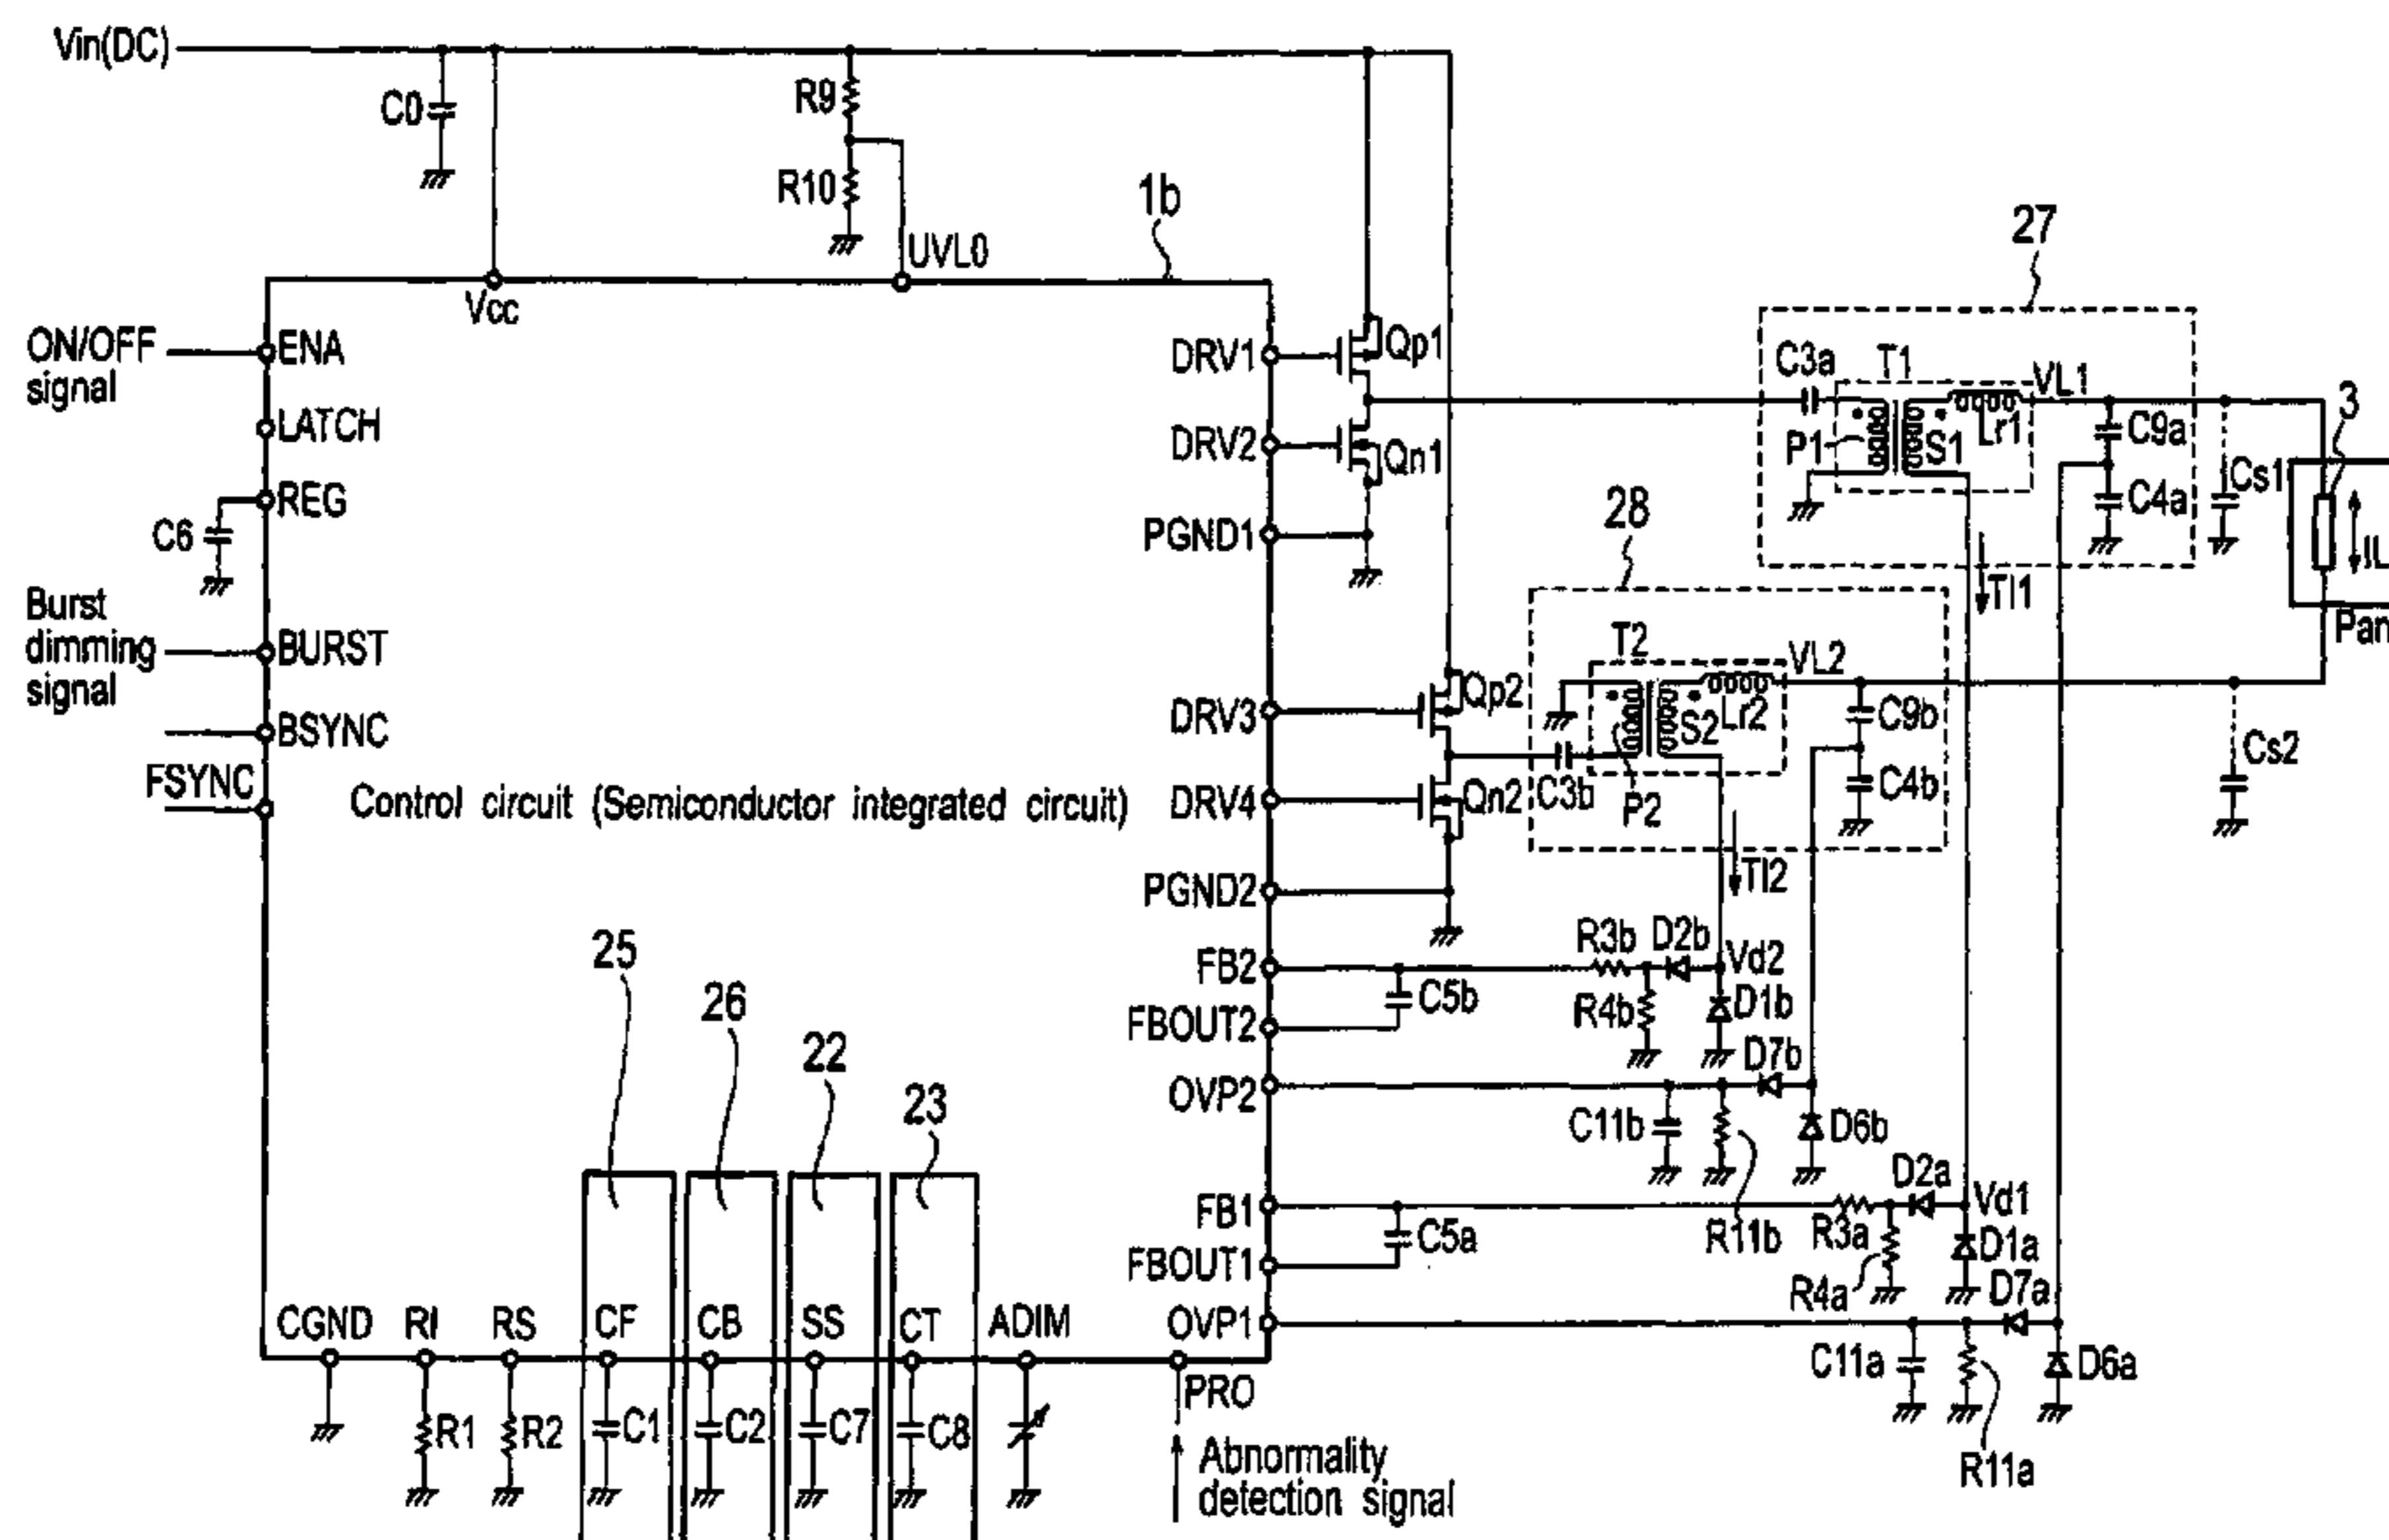 Vin(DC)
C0
R9
R10
UVL0
1b
Vcc
27
ON/OFF
signal
ENA
LATCH
REG
C6
Burst
dimming
signal
BURST
BSYNC
FSYNC
Control circuit (Semiconductor integrated circuit)
DRV1
Qp1
DRV2
Qn1
PGND1
C3a
T1
VL1
P1
S1
Lr1
C9a
C4a
Cs1
3
IL
Pan
TI1
28
T2
VL2
DRV3
Qp2
S2
Lr2
C9b
Cs2
DRV4
Qn2
C3b
P2
C4b
PGND2
TI2
FB2
R3b
D2b
Vd2
C5b
R4b
D1b
FBOUT2
D7b
OVP2
C11b
R11b
D6b
D2a
FB1
R3a
Vd1
C5a
D1a
FBOUT1
R4a
D7a
OVP1
C11a
R11a
D6a
25
26
22
23
CGND
RI
RS
CF
CB
SS
CT
ADIM
PRO
R1
R2
C1
C2
C7
C8
Abnormality
detection signal